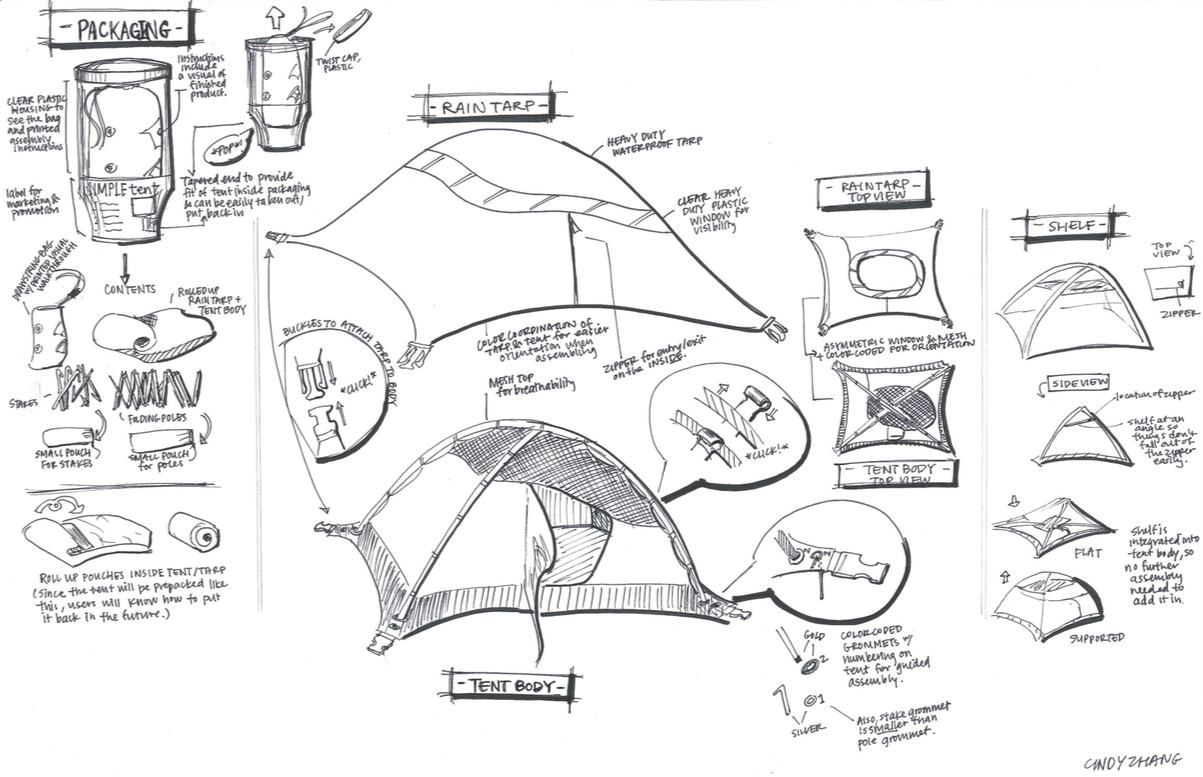 - PACKAGING -
TWIST CAP,
PLASTIC
Instructions
include
a visual of
finished
product.
CLEAR PLASTIC
HOUSING to
see the bag
and printed
assembly
instructions
*POP*!
SIMPLE tent
label for
marketing &
promotion
Tapered end to provide
fit of tent inside packaging
& can be easily taken out/
put back in
CONTENTS
DRAWSTRING BAG
w/ PRINTED VISUAL
WALKTHROUGH
ROLLED UP
RAIN TARP +
TENT BODY
STAKES -
FOLDING POLES
SMALL POUCH
FOR STAKES
SMALL POUCH
for poles
ROLL UP POUCHES INSIDE TENT/TARP
(Since the tent will be prepacked like
this, users will know how to put
it back in the future.)
- RAIN TARP -
HEAVY DUTY
WATERPROOF TARP
CLEAR HEAVY
DUTY PLASTIC
WINDOW for
visibility
BUCKLES TO ATTACH TARP TO BODY
*CLICK!*
COLOR COORDINATION OF
TARP & tent for easier
orientation when
assembling
ZIPPER for entry/exit
on the INSIDE.
MESH TOP
for breathability
*CLICK!*
- TENT BODY -
GOLD
2
SILVER
1
COLOR CODED
GROMMETS w/
numbering on
tent for guided
assembly.
Also, stake grommet
is smaller than
pole grommet.
- RAIN TARP -
TOP VIEW
ASYMMETRIC WINDOW & MESH
+ COLOR CODED FOR ORIENTATION
- TENT BODY -
TOP VIEW
- SHELF -
TOP
VIEW
ZIPPER
SIDE VIEW
location of zipper
shelf at an
angle so
things don't
fall out of
the zipper
easily.
FLAT
shelf is
integrated into
tent body, so
no further
assembly
needed to
add it in.
SUPPORTED
CINDY ZHANG